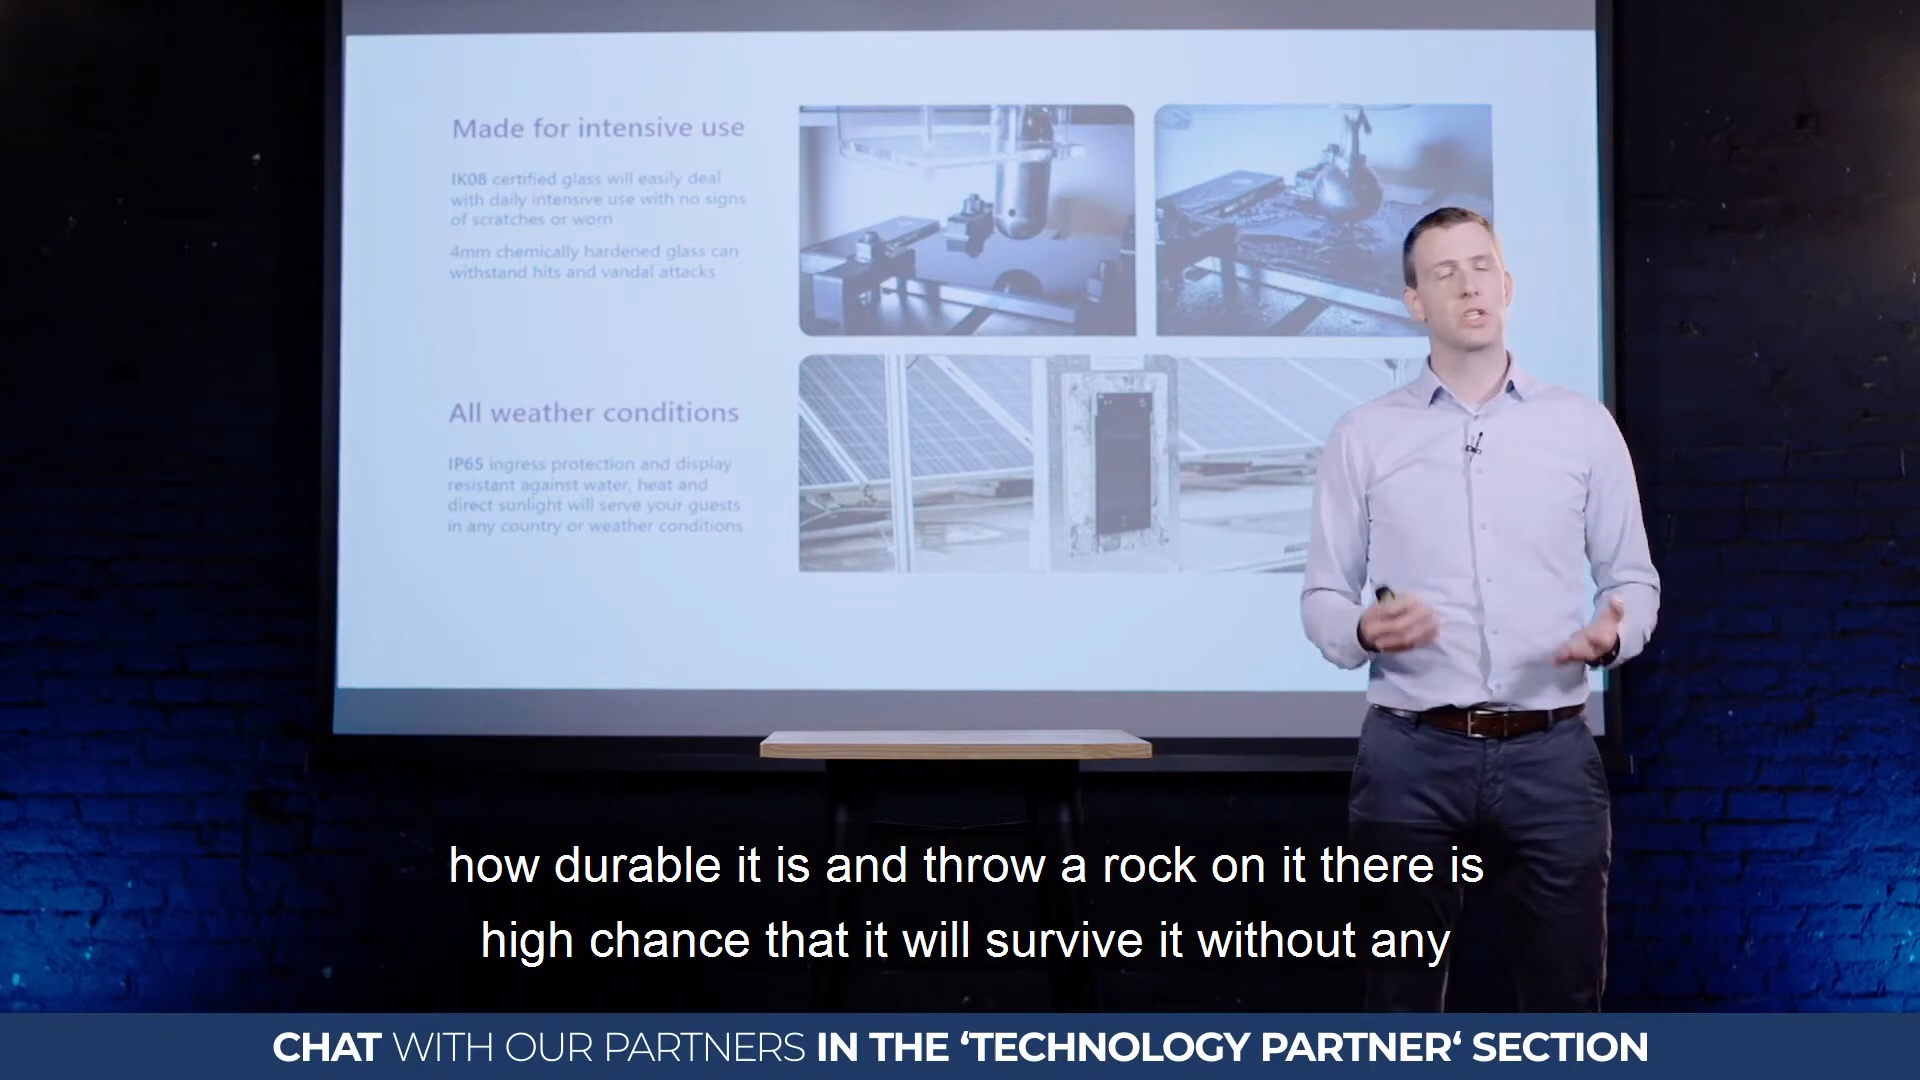 Made for intensive use
IK08 certified glass will easily deal
with daily intensive use with no signs
of scratches or worn
4mm chemically hardened glass can
withstand hits and vandal attacks
All weather conditions
IP65 ingress protection and display
resistant against water, heat and
direct sunlight will serve your guests
in any country or weather conditions
how durable it is and throw a rock on it there is
high chance that it will survive it without any
CHAT WITH OUR PARTNERS IN THE ‘TECHNOLOGY PARTNER‘ SECTION